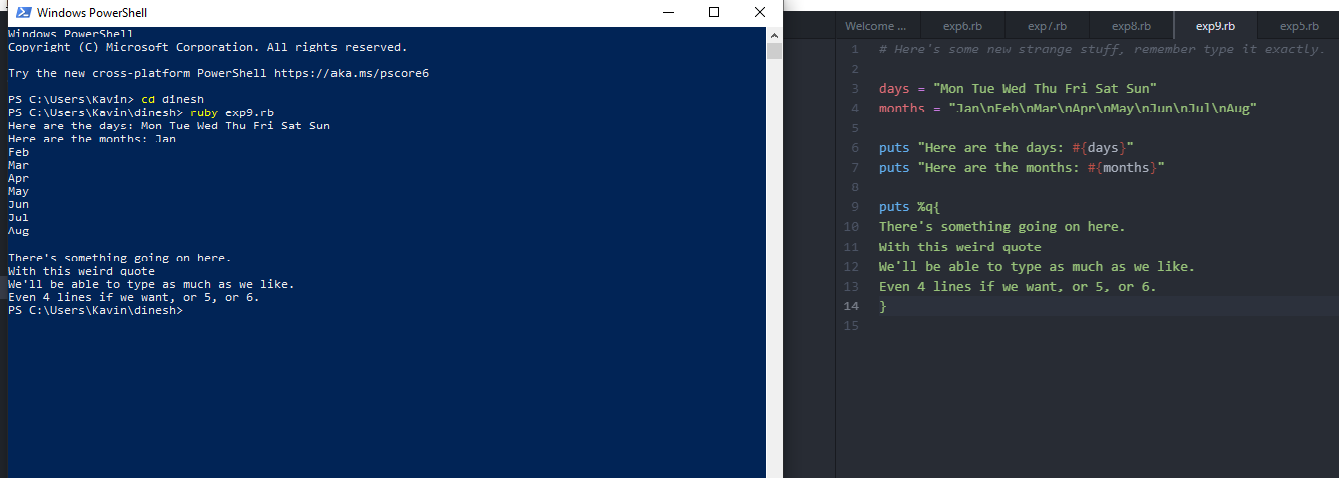 Windows PowerShell
Windows PowerShell
Copyright (C) Microsoft Corporation. All rights reserved.
Try the new cross-platform PowerShell https://aka.ms/pscore6
PS C:\Users\Kavin> cd dinesh
PS C:\Users\Kavin\dinesh> ruby exp9.rb
Here are the days: Mon Tue Wed Thu Fri Sat Sun
Here are the months: Jan
Feb
Mar
Apr
May
Jun
Jul
Aug
There's something going on here.
With this weird quote
We'll be able to type as much as we like.
Even 4 lines if we want, or 5, or 6.
PS C:\Users\Kavin\dinesh>
Welcome ... exp6.rb exp7.rb exp8.rb exp9.rb exp5.rb
1 # Here's some new strange stuff, remember type it exactly.
2
3 days = "Mon Tue Wed Thu Fri Sat Sun"
4 months = "Jan\nFeb\nMar\nApr\nMay\nJun\nJul\nAug"
5
6 puts "Here are the days: #{days}"
7 puts "Here are the months: #{months}"
8
9 puts %q{
10 There's something going on here.
11 With this weird quote
12 We'll be able to type as much as we like.
13 Even 4 lines if we want, or 5, or 6.
14 }
15